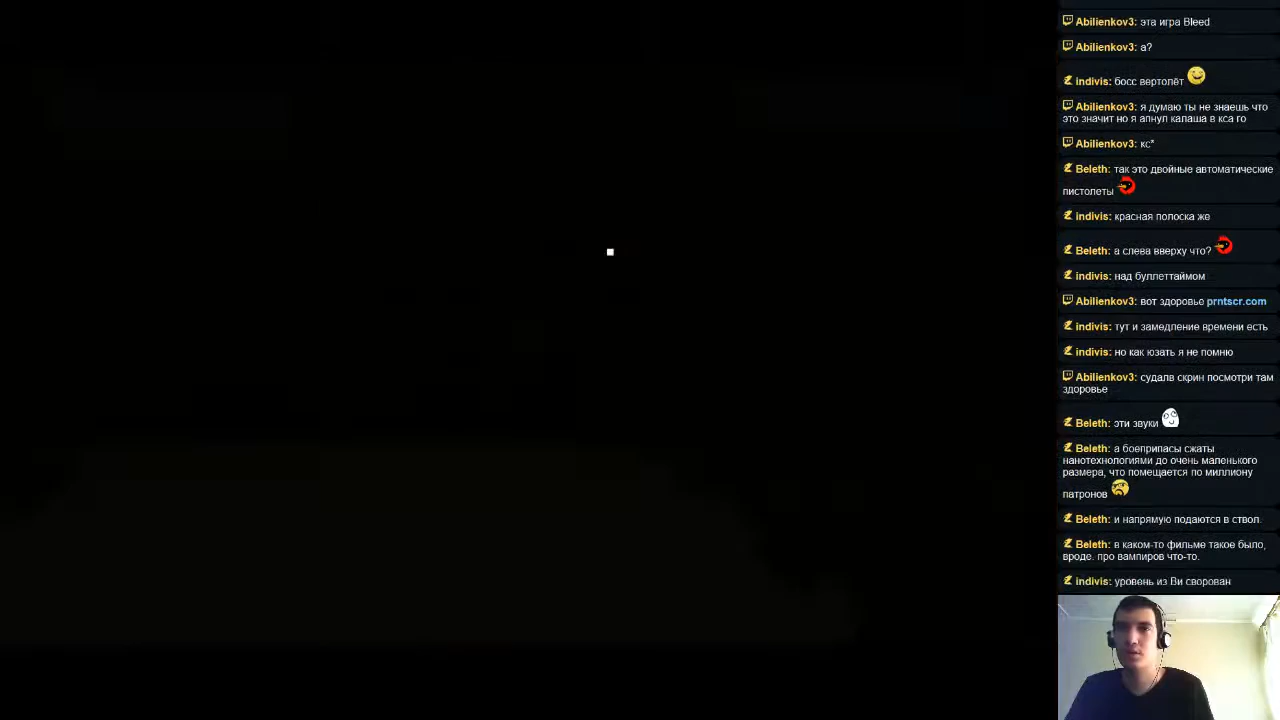 Abilienkov3: эта игра Bleed
Abilienkov3: а?
indivis: босс вертолёт
Abilienkov3: я думаю ты не знаешь что
это значит но я апнул калаша в кса го
Abilienkov3: кс*
Beleth: так это двойные автоматические
пистолеты
indivis: красная полоска же
Beleth: а слева вверху что?
indivis: над буллеттаймом
Abilienkov3: вот здоровье prntscr.com
indivis: тут и замедление времени есть
indivis: но как юзать я не помню
Abilienkov3: судалв скрин посмотри там
здоровье
Beleth: эти звуки
Beleth: а боеприпасы сжаты
нанотехнологиями до очень маленького
размера, что помещается по миллиону
патронов
Beleth: и напрямую подаются в ствол.
Beleth: в каком-то фильме такое было,
вроде. про вампиров что-то.
indivis: уровень из Ви сворован